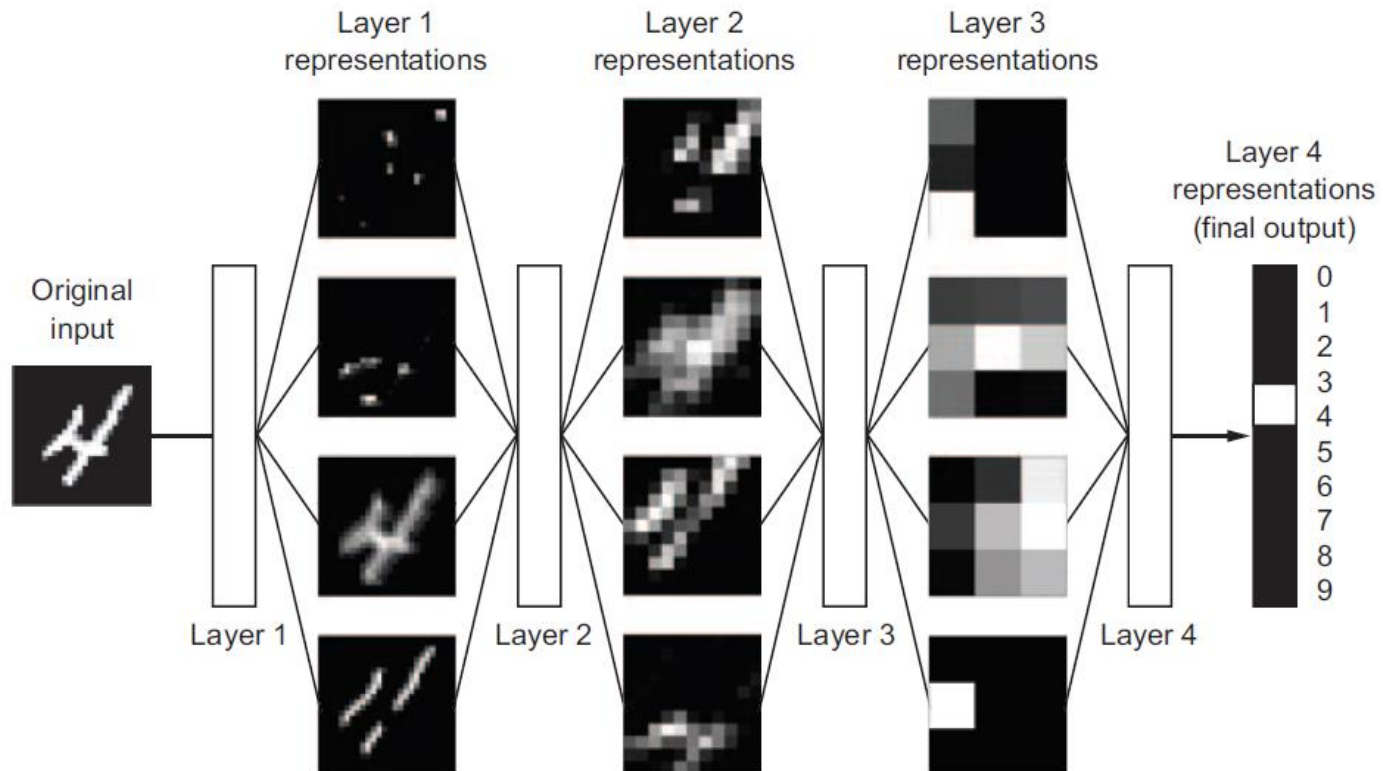 Layer 1
representations
Layer 2
representations
Layer 3
representations
Layer 4
representations
(final output)
Original
input
0
1
2
3
4
5
6
7
8
9
Layer 1
Layer 2
Layer 3
Layer 4